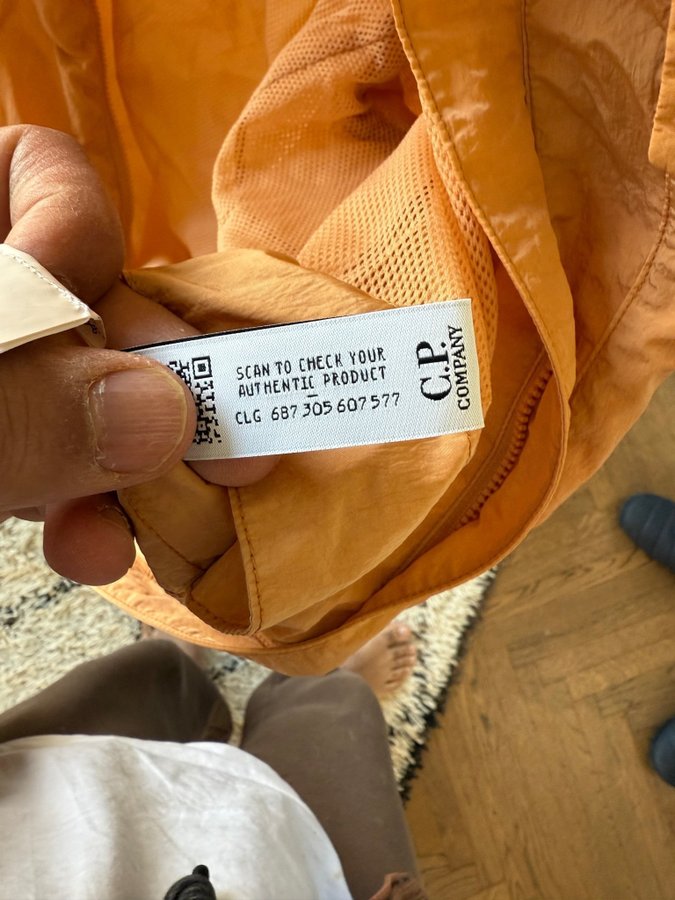 SCAN TO CHECK YOUR
AUTHENTIC PRODUCT
CLG 687 305 607 577
C.P.
COMPANY